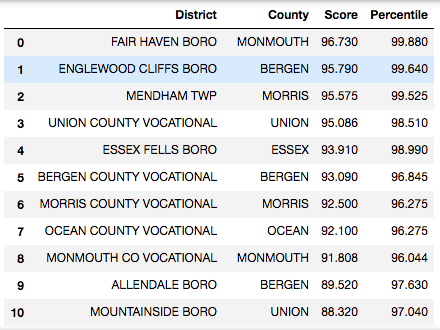 District County Score Percentile
0 FAIR HAVEN BORO MONMOUTH 96.730 99.880
1 ENGLEWOOD CLIFFS BORO BERGEN 95.790 99.640
2 MENDHAM TWP MORRIS 95.575 99.525
3 UNION COUNTY VOCATIONAL UNION 95.086 98.510
4 ESSEX FELLS BORO ESSEX 93.910 98.990
5 BERGEN COUNTY VOCATIONAL BERGEN 93.090 96.845
6 MORRIS COUNTY VOCATIONAL MORRIS 92.500 96.275
7 OCEAN COUNTY VOCATIONAL OCEAN 92.100 96.275
8 MONMOUTH CO VOCATIONAL MONMOUTH 91.808 96.044
9 ALLENDALE BORO BERGEN 89.520 97.630
10 MOUNTAINSIDE BORO UNION 88.320 97.040